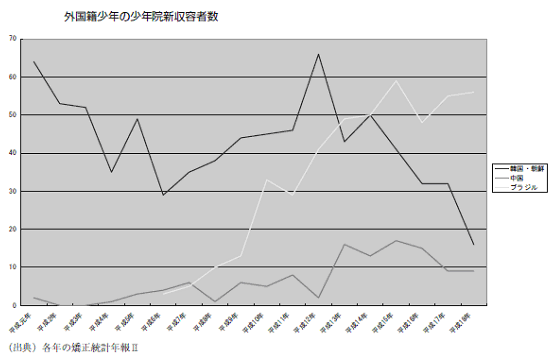 外国籍少年の少年院新収容者数
70
60
50
40
30
20
10
0
平成元年
平成2年
平成3年
平成4年
平成5年
平成6年
平成7年
平成8年
平成9年
平成10年
平成11年
平成12年
平成13年
平成14年
平成15年
平成16年
平成17年
平成18年
韓国・朝鮮
中国
ブラジル
(出典) 各年の矯正統計年報Ⅱ